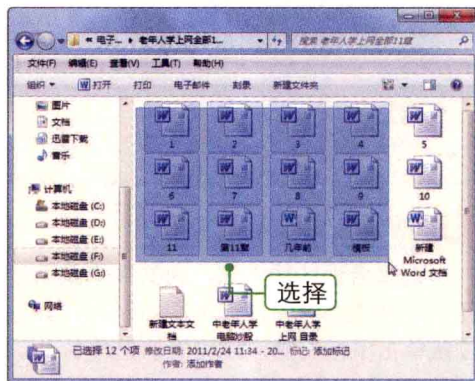 « 电子... ▸ 老年人上网全部1... 搜索 老年人上网全部11章
文件(F) 编辑(E) 查看(V) 工具(T) 帮助(H)
组织 打开 打印 电子邮件 刻录 新建文件夹
图片
文档
迅雷下载
音乐
计算机
本地磁盘 (C:)
本地磁盘 (D:)
本地磁盘 (E:)
本地磁盘 (F:)
本地磁盘 (G:)
网络
1 2 3 4 5
6 7 8 9 10
11 第11章 几年前 模板 新建 Microsoft Word 文档
选择
新建文本文档 中老年人学电脑炒股 中老年人学上网 目录
已选择 12 个项 修改日期: 2011/2/24 11:34 - 20... 标记: 添加标记
作者: 添加作者